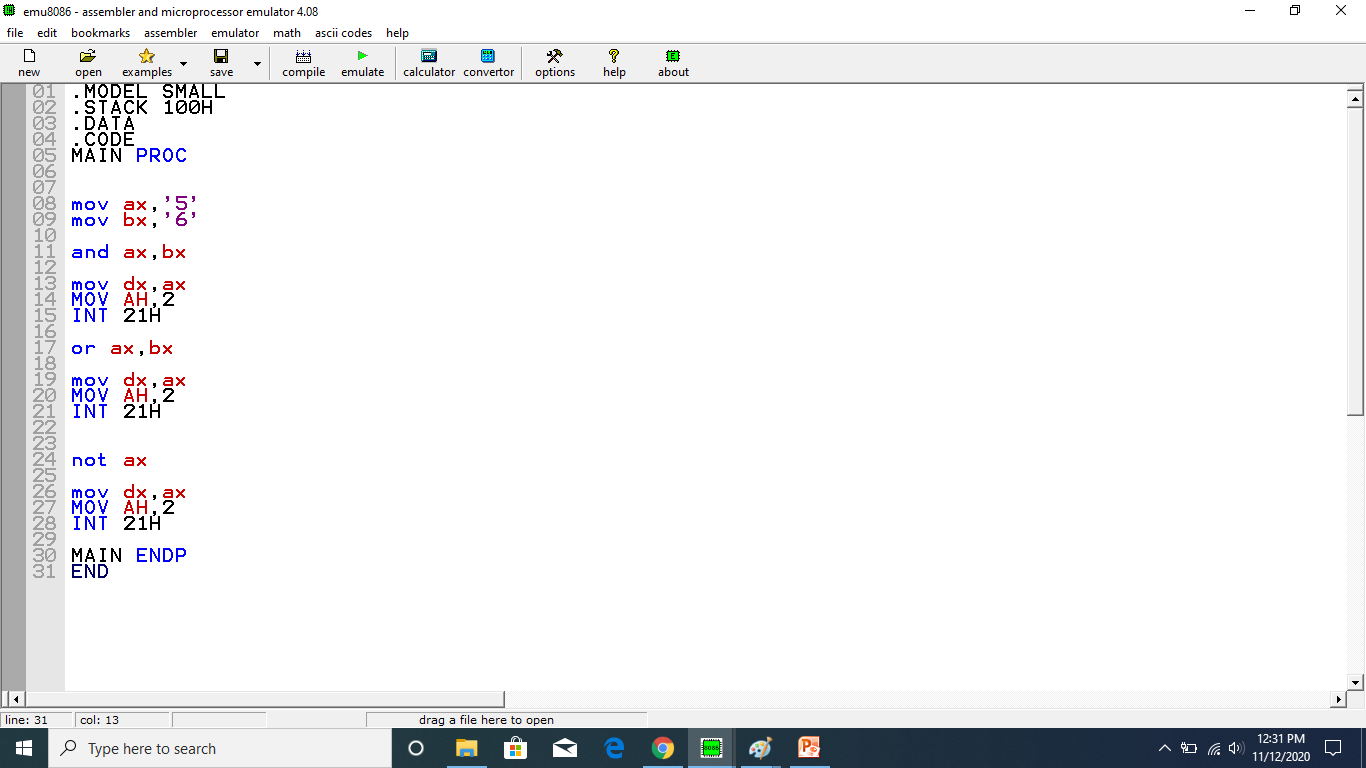 emu8086 - assembler and microprocessor emulator 4.08
file edit bookmarks assembler emulator math ascii codes help
new open examples save compile emulate calculator convertor options help about
01 .MODEL SMALL
02 .STACK 100H
03 .DATA
04 .CODE
05 MAIN PROC
06
07
08 mov ax,'5'
09 mov bx,'6'
10
11 and ax,bx
12
13 mov dx,ax
14 MOV AH,2
15 INT 21H
16
17 or ax,bx
18
19 mov dx,ax
20 MOV AH,2
21 INT 21H
22
23
24 not ax
25
26 mov dx,ax
27 MOV AH,2
28 INT 21H
29
30 MAIN ENDP
31 END
line: 31 col: 13 drag a file here to open
Type here to search
8086
12:31 PM
11/12/2020